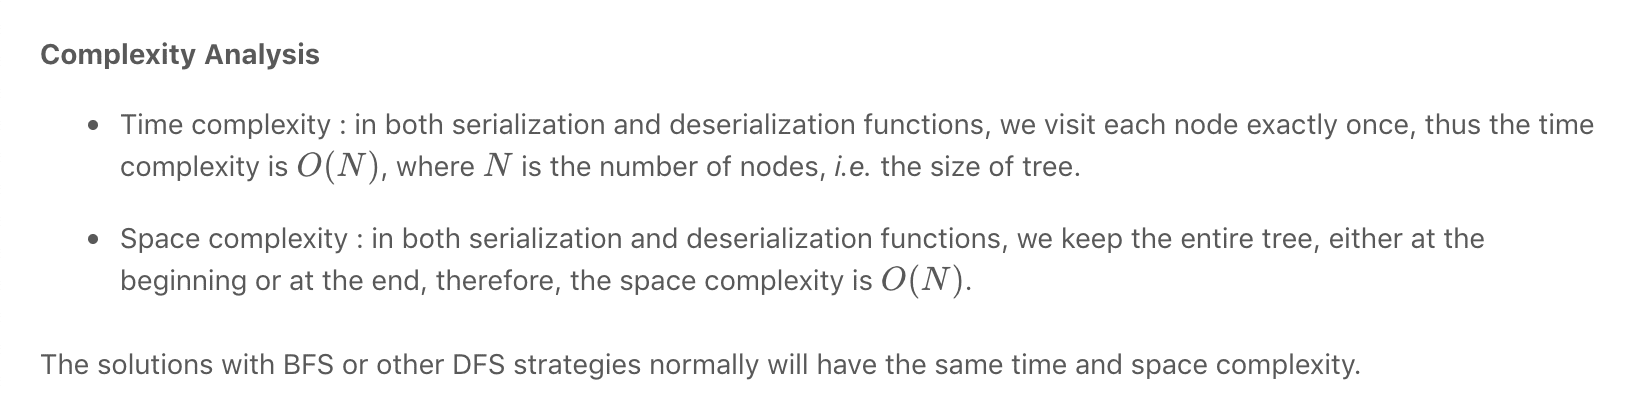 Complexity Analysis
• Time complexity : in both serialization and deserialization functions, we visit each node exactly once, thus the time
complexity is O(N), where N is the number of nodes, i.e. the size of tree.
• Space complexity : in both serialization and deserialization functions, we keep the entire tree, either at the
beginning or at the end, therefore, the space complexity is O(N).
The solutions with BFS or other DFS strategies normally will have the same time and space complexity.